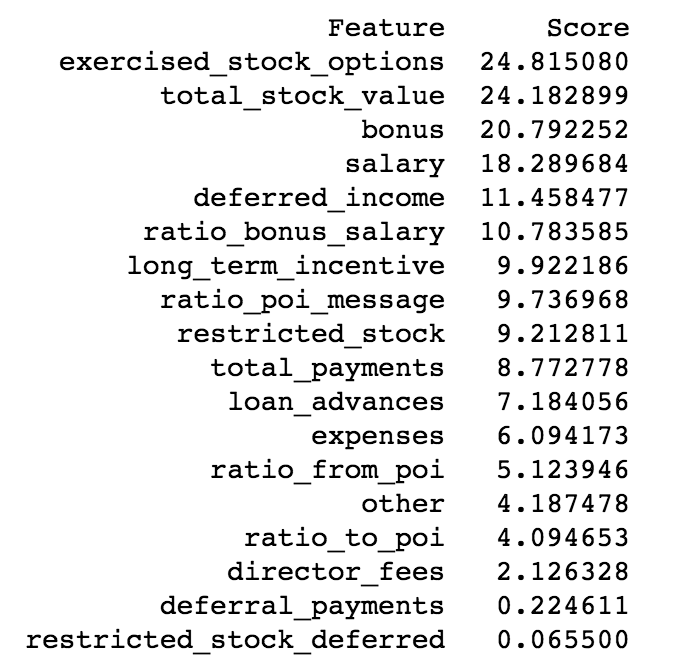 Feature Score
exercised_stock_options 24.815080
total_stock_value 24.182899
bonus 20.792252
salary 18.289684
deferred_income 11.458477
ratio_bonus_salary 10.783585
long_term_incentive 9.922186
ratio_poi_message 9.736968
restricted_stock 9.212811
total_payments 8.772778
loan_advances 7.184056
expenses 6.094173
ratio_from_poi 5.123946
other 4.187478
ratio_to_poi 4.094653
director_fees 2.126328
deferral_payments 0.224611
restricted_stock_deferred 0.065500